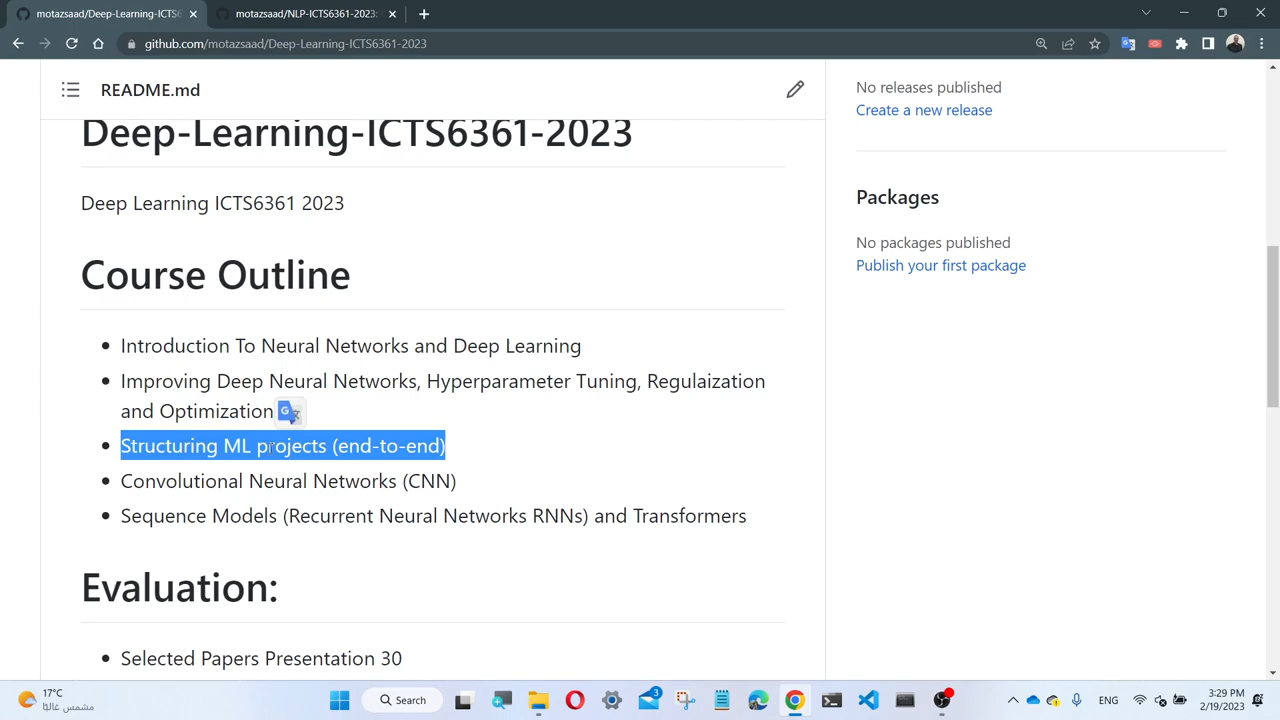 motazsaad/Deep-Learning-ICTS6
motazsaad/NLP-ICTS6361-2023:
github.com/motazsaad/Deep-Learning-ICTS6361-2023
README.md
Deep-Learning-ICTS6361-2023
Deep Learning ICTS6361 2023
Course Outline
Introduction To Neural Networks and Deep Learning
Improving Deep Neural Networks, Hyperparameter Tuning, Regulaization
and Optimization
Structuring ML projects (end-to-end)
Convolutional Neural Networks (CNN)
Sequence Models (Recurrent Neural Networks RNNs) and Transformers
Evaluation:
Selected Papers Presentation 30
No releases published
Create a new release
Packages
No packages published
Publish your first package
17°C
مشمس غالبًا
Search
3
ENG
3:29 PM
2/19/2023